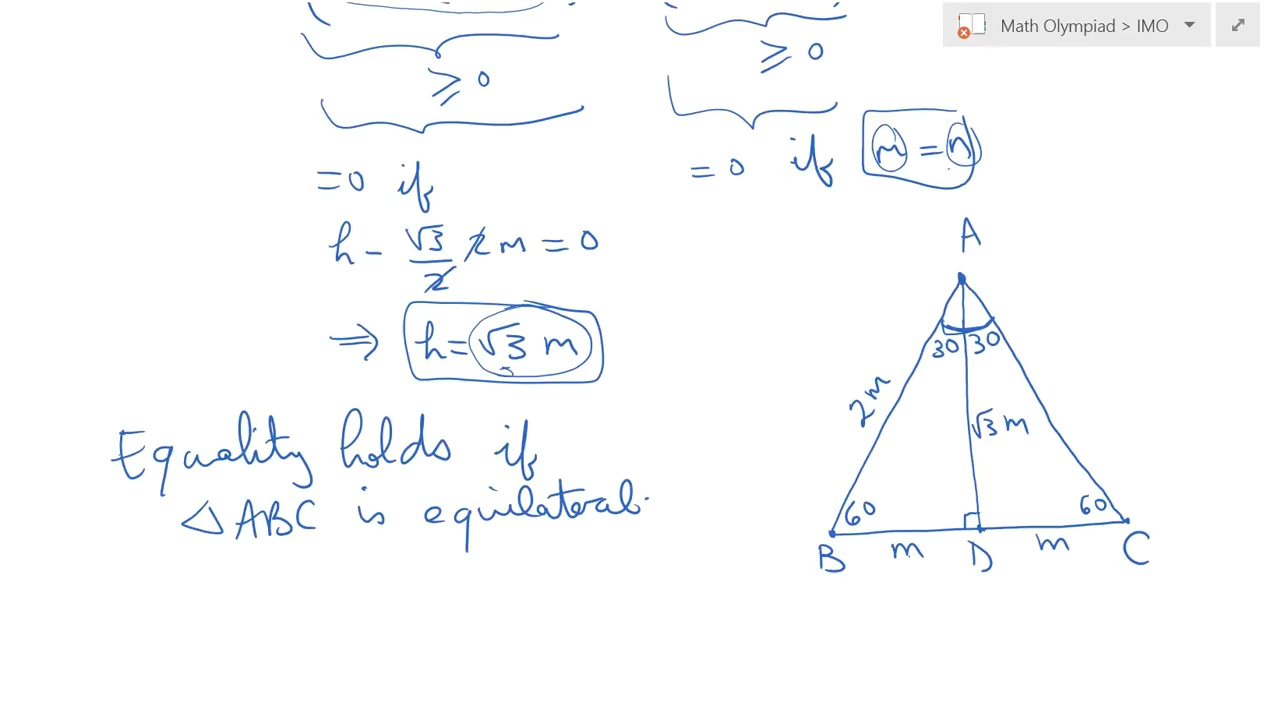 Math Olympiad > IMO
≥ 0
≥ 0
= 0 if
= 0 if m = n
h - √3/2 2m = 0
⇒ h = √3 m
Equality holds if
△ABC is equilateral.
A
30 30
2m
√3 m
60 60
B m D m C